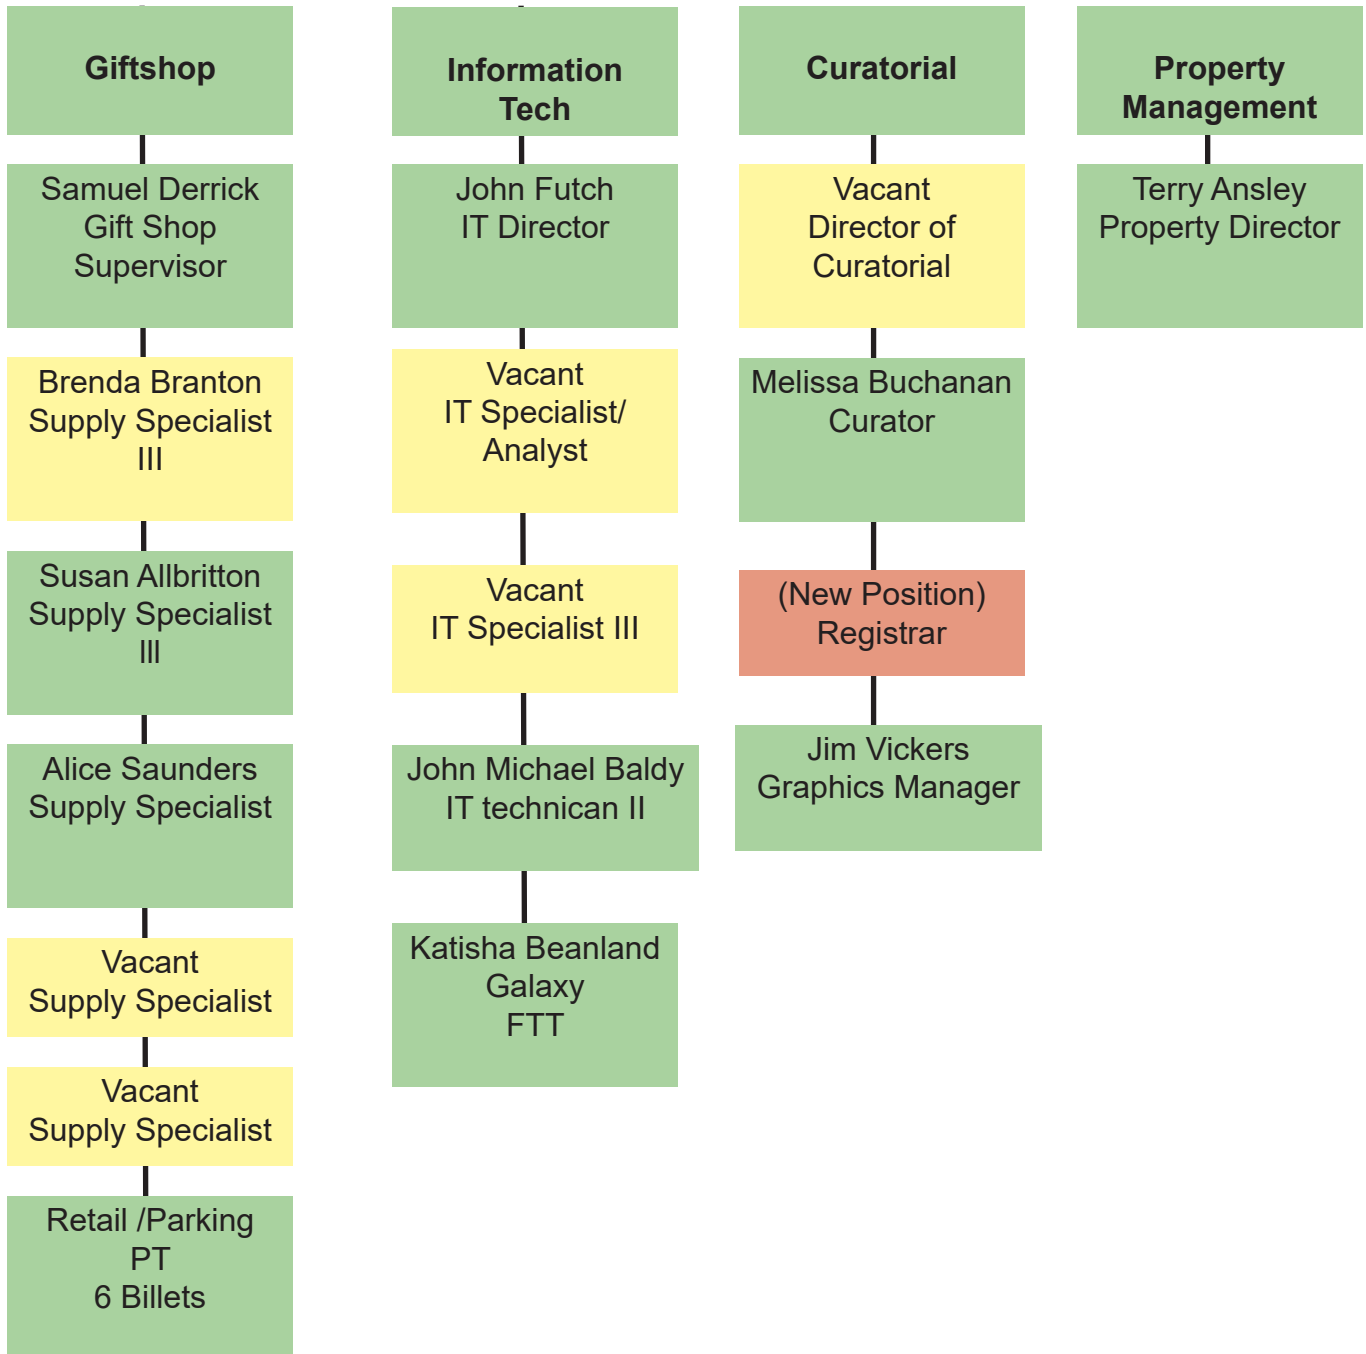 Giftshop
Samuel Derrick
Gift Shop
Supervisor
Brenda Branton
Supply Specialist
III
Susan Allbritton
Supply Specialist
III
Alice Saunders
Supply Specialist
Vacant
Supply Specialist
Vacant
Supply Specialist
Retail /Parking
PT
6 Billets
Information
Tech
John Futch
IT Director
Vacant
IT Specialist/
Analyst
Vacant
IT Specialist III
John Michael Baldy
IT technican II
Katisha Beanland
Galaxy
FTT
Curatorial
Vacant
Director of
Curatorial
Melissa Buchanan
Curator
(New Position)
Registrar
Jim Vickers
Graphics Manager
Property
Management
Terry Ansley
Property Director